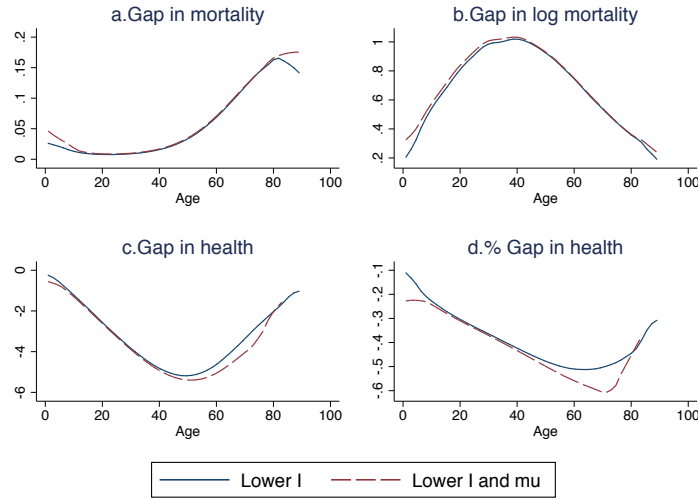 a.Gap in mortality
.2
.15
.1
.05
0
0 20 40 60 80 100
Age
b.Gap in log mortality
1
.8
.6
.4
.2
0 20 40 60 80 100
Age
c.Gap in health
0
-2
-4
-6
0 20 40 60 80 100
Age
d.% Gap in health
-.1
-.2
-.3
-.4
-.5
-.6
0 20 40 60 80 100
Age
Lower I Lower I and mu